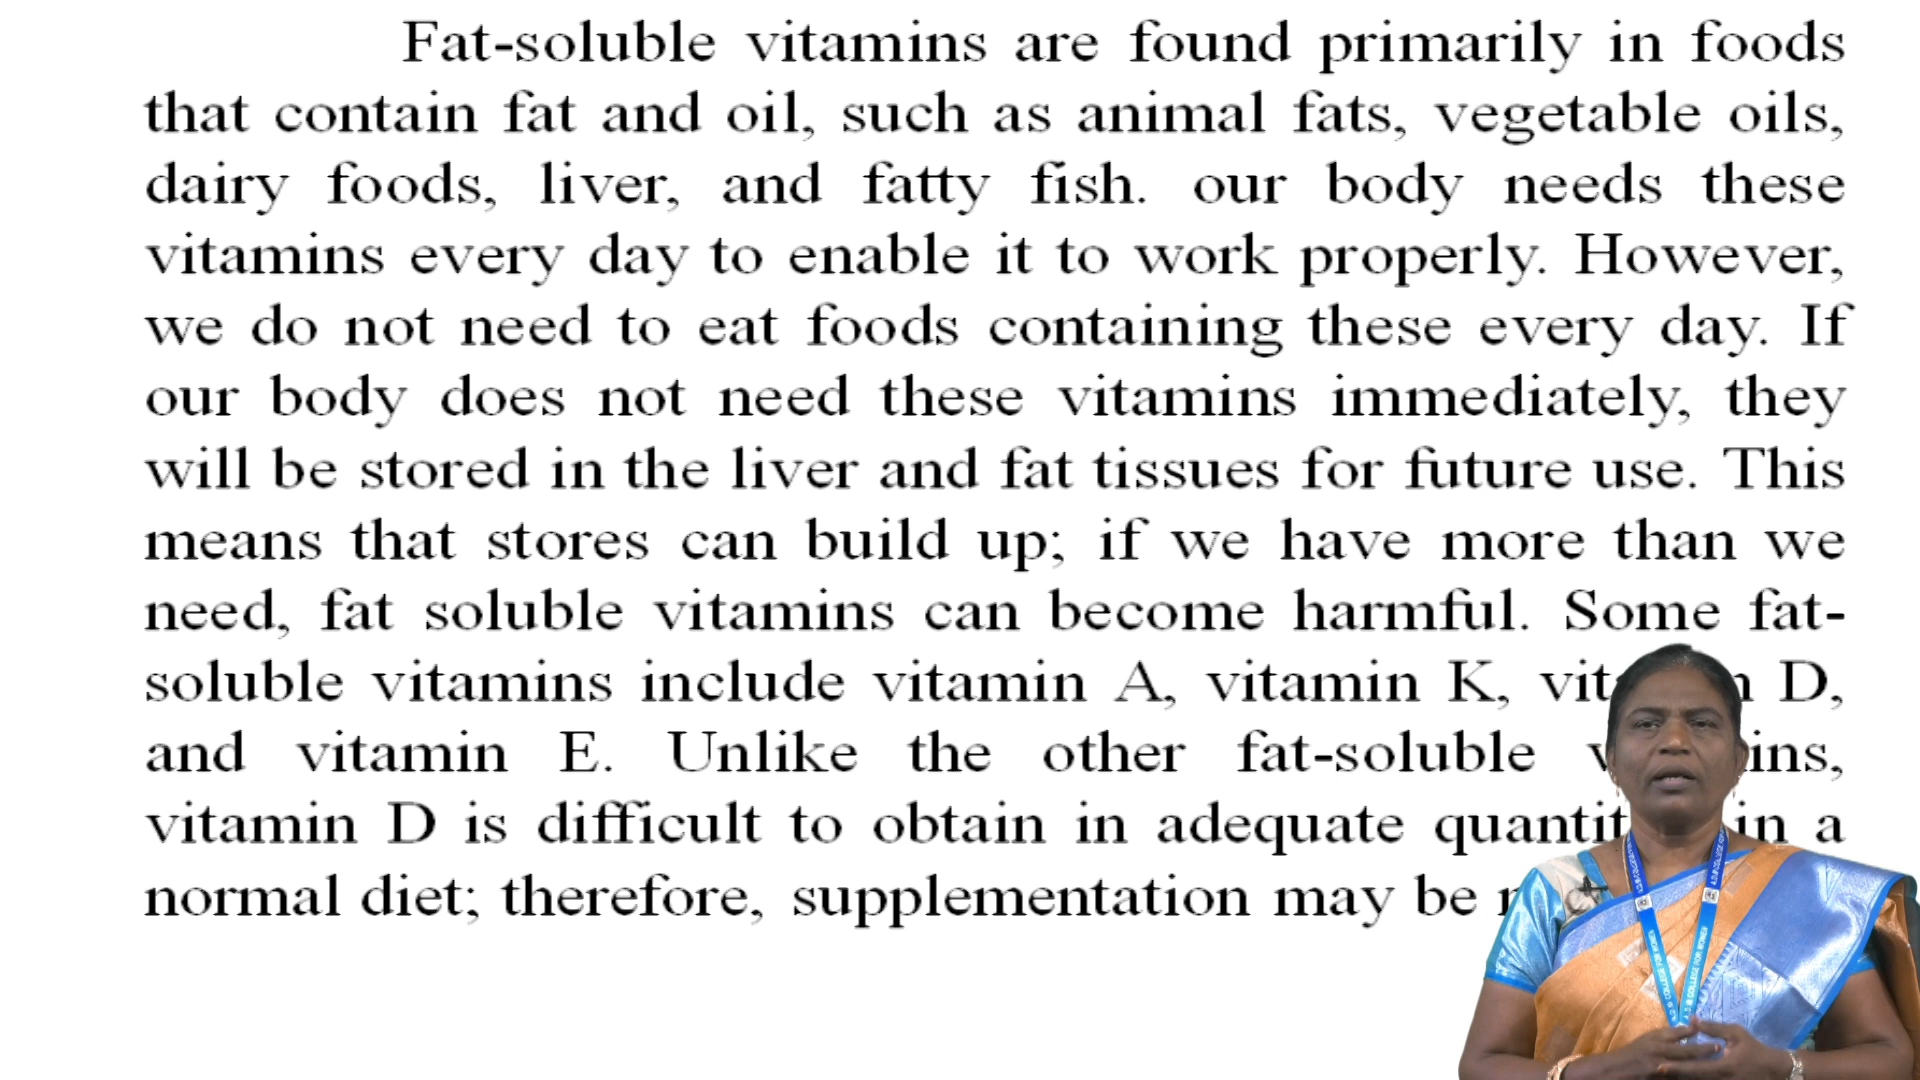 Fat-soluble vitamins are found primarily in foods
that contain fat and oil, such as animal fats, vegetable oils,
dairy foods, liver, and fatty fish. our body needs these
vitamins every day to enable it to work properly. However,
we do not need to eat foods containing these every day. If
our body does not need these vitamins immediately, they
will be stored in the liver and fat tissues for future use. This
means that stores can build up; if we have more than we
need, fat soluble vitamins can become harmful. Some fat-
soluble vitamins include vitamin A, vitamin K, D,
and vitamin E. Unlike the other fat-soluble
vitamin D is difficult to obtain in adequate in a
normal diet; therefore, supplementation may be